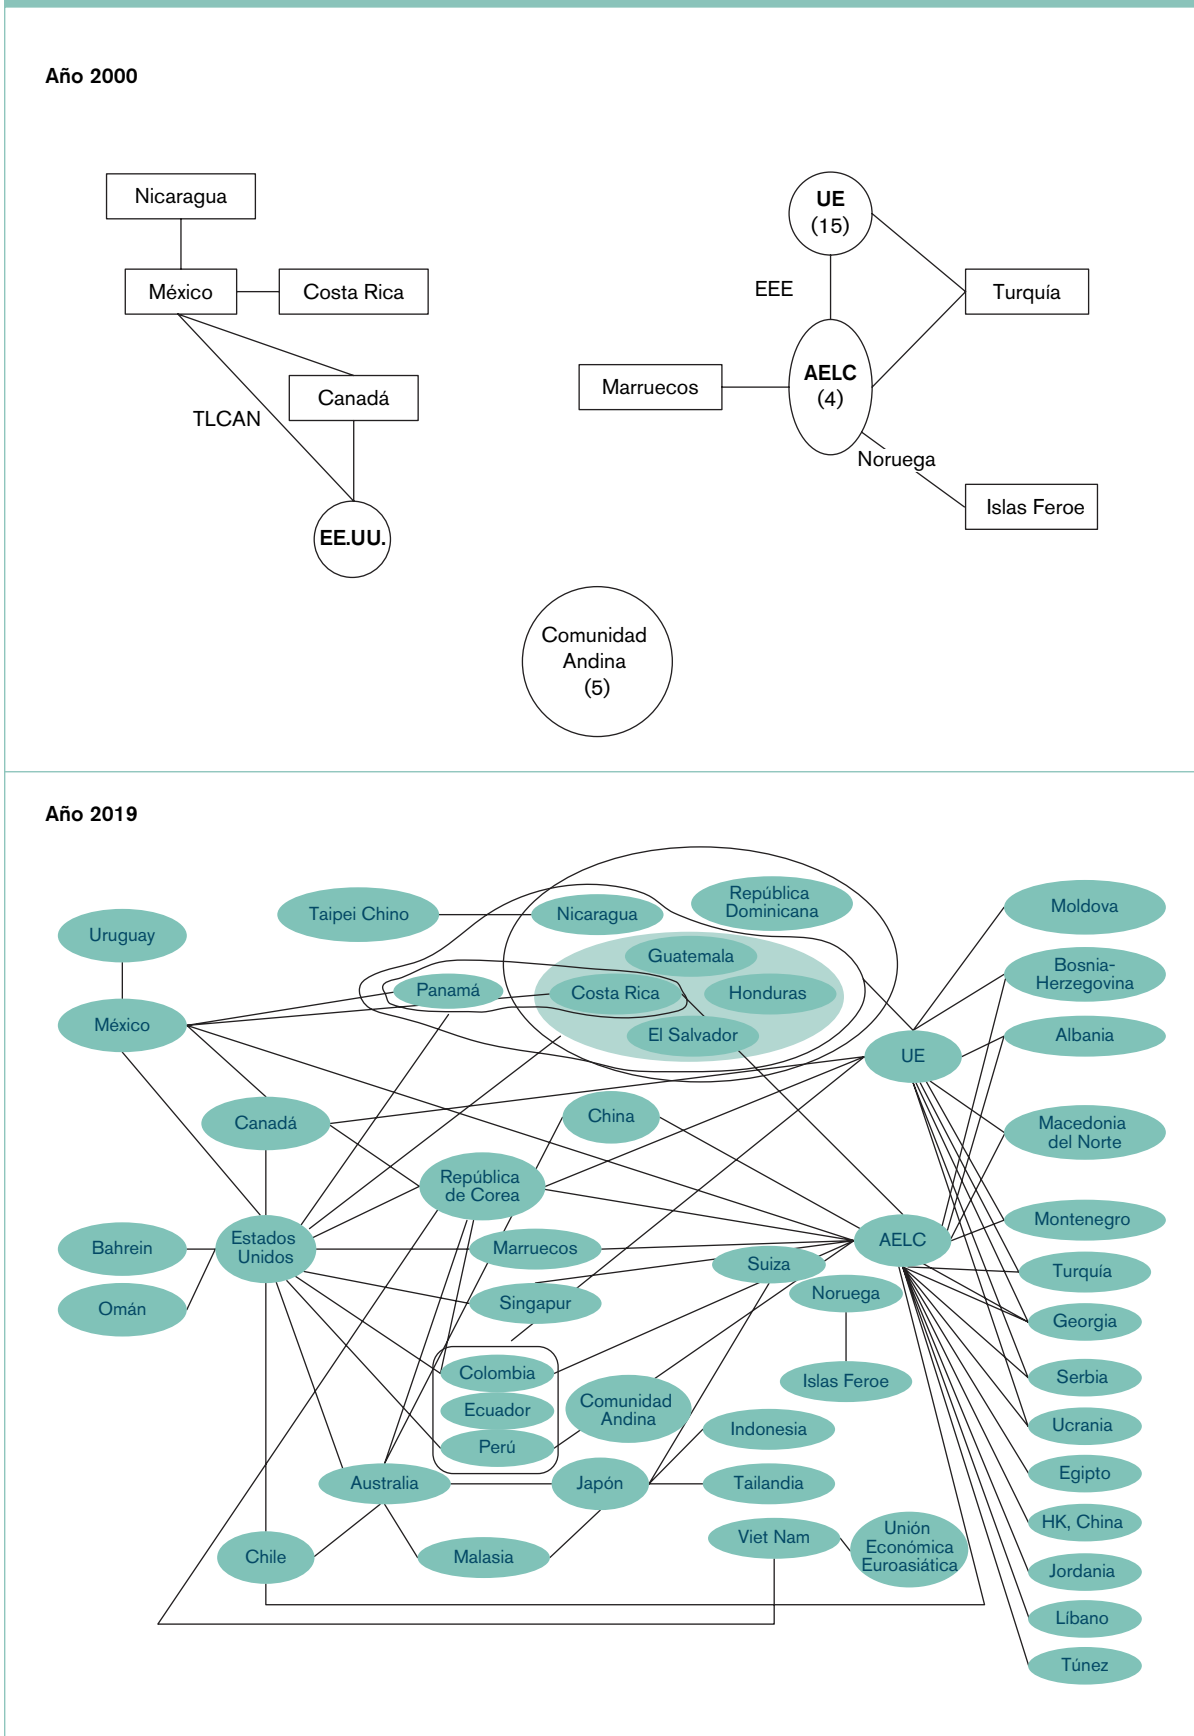 Año 2000
Nicaragua
México
Costa Rica
Canadá
TLCAN
EE.UU.
UE
(15)
EEE
Turquía
AELC
(4)
Marruecos
Noruega
Islas Feroe
Comunidad
Andina
(5)
Año 2019
Taipei Chino
Nicaragua
República
Dominicana
Moldova
Uruguay
Guatemala
Bosnia-
Herzegovina
Panamá
Costa Rica
Honduras
México
El Salvador
UE
Albania
Canadá
China
Macedonia
del Norte
República
de Corea
Montenegro
Estados
Unidos
Bahrein
Marruecos
AELC
Suiza
Turquía
Omán
Singapur
Noruega
Georgia
Colombia
Islas Feroe
Serbia
Ecuador
Comunidad
Andina
Indonesia
Ucrania
Perú
Australia
Japón
Tailandia
Egipto
HK, China
Viet Nam
Unión
Económica
Euroasiática
Chile
Malasia
Jordania
Líbano
Túnez